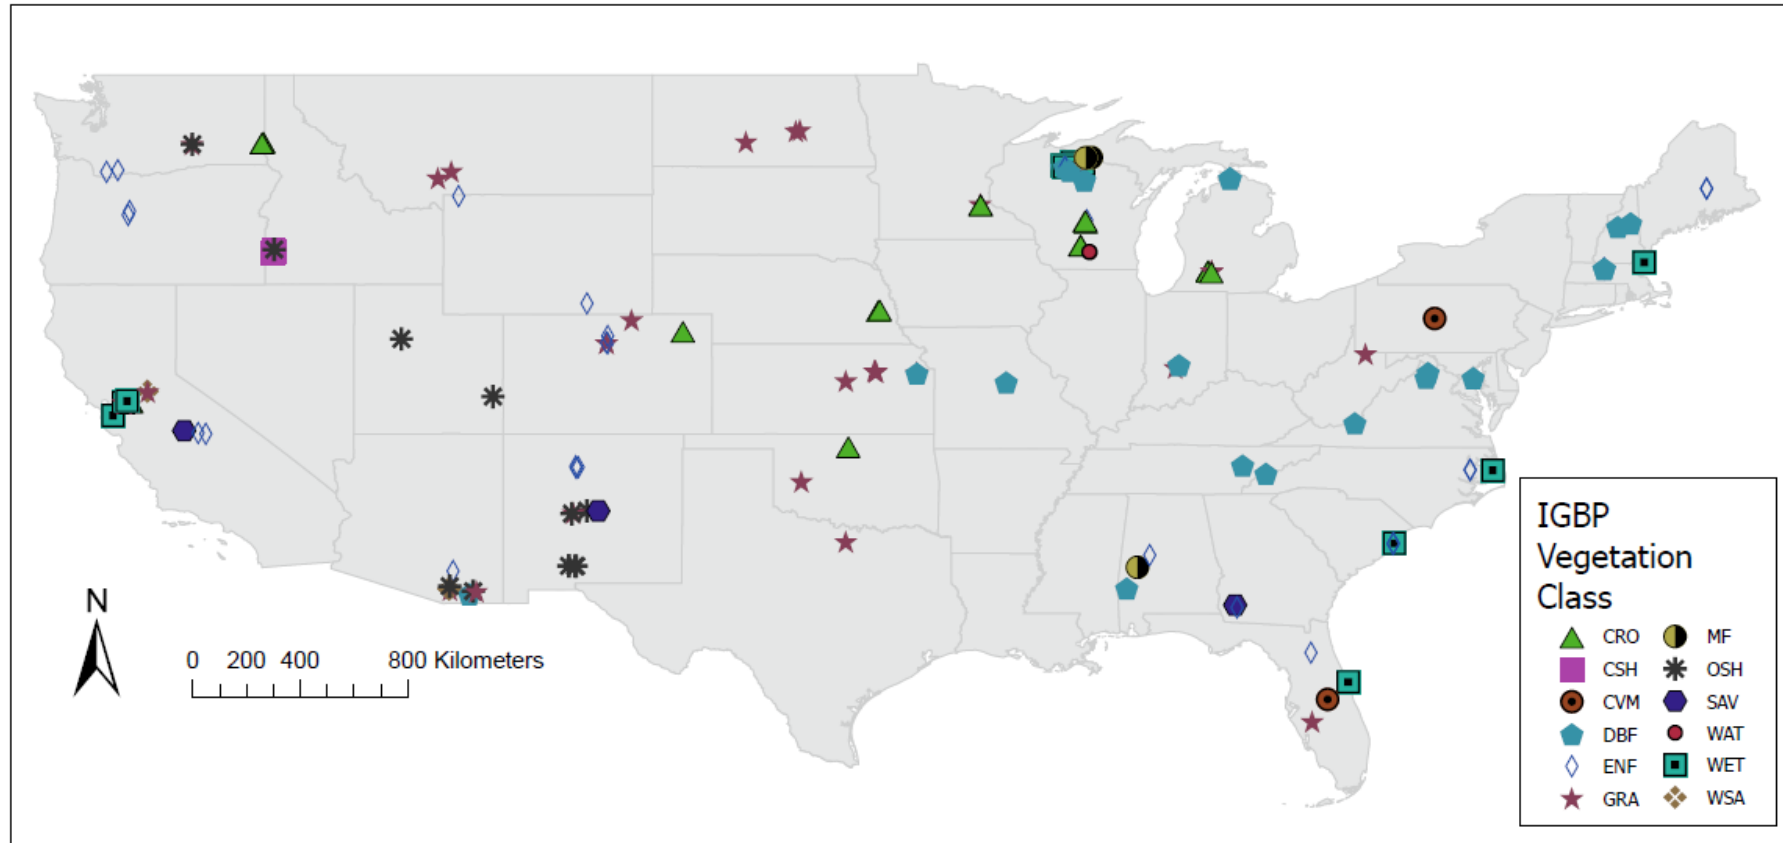 N
0 200 400 800 Kilometers
IGBP
Vegetation
Class
CRO MF
CSH OSH
CVM SAV
DBF WAT
ENF WET
GRA WSA